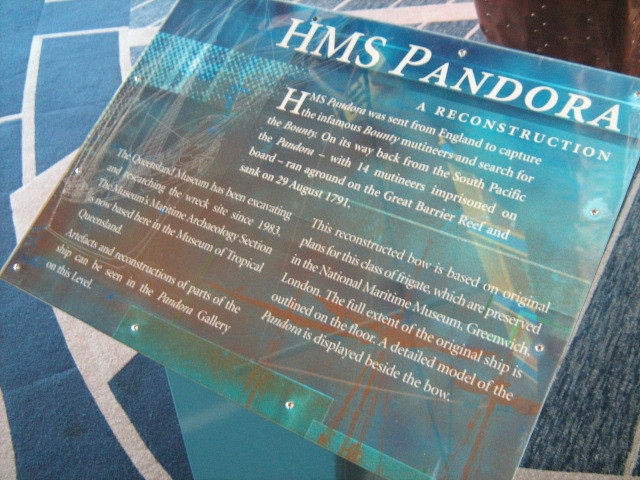 HMS PANDORA
A RECONSTRUCTION
HMS Pandora was sent from England to capture
the infamous Bounty mutineers and search for
the Bounty. On its way back from the South Pacific
the Pandora – with 14 mutineers imprisoned on
board – ran aground on the Great Barrier Reef and
sank on 29 August 1791.
The Queensland Museum has been excavating
and researching the wreck site since 1983.
The Museum's Maritime Archaeology Section
is now based here in the Museum of Tropical
Queensland.
Artefacts and reconstructions of parts of the
ship can be seen in the Pandora Gallery
on this Level.
This reconstructed bow is based on original
plans for this class of frigate, which are preserved
in the National Maritime Museum, Greenwich,
London. The full extent of the original ship is
outlined on the floor. A detailed model of the
Pandora is displayed beside the bow.